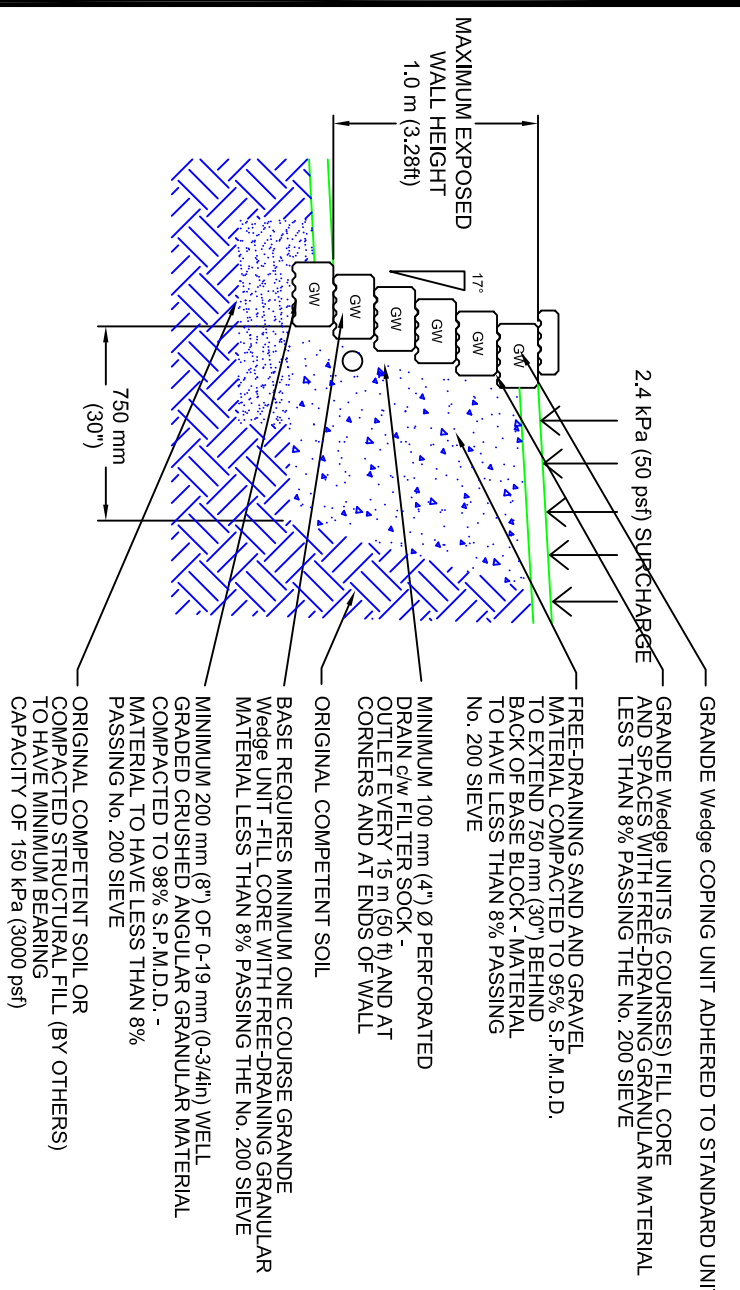 MAXIMUM EXPOSED
WALL HEIGHT
1.0 m (3.28ft)
17°
GW
GW
GW
GW
GW
GW
2.4 kPa (50 psf) SURCHARGE
750 mm
(30")
GRANDE Wedge COPING UNIT ADHERED TO STANDARD UNI
GRANDE Wedge UNITS (5 COURSES) FILL CORE
AND SPACES WITH FREE-DRAINING GRANULAR MATERIAL
LESS THAN 8% PASSING THE No. 200 SIEVE
FREE-DRAINING SAND AND GRAVEL
MATERIAL COMPACTED TO 95% S.P.M.D.D.
TO EXTEND 750 mm (30") BEHIND
BACK OF BASE BLOCK - MATERIAL
TO HAVE LESS THAN 8% PASSING
No. 200 SIEVE
MINIMUM 100 mm (4") Ø PERFORATED
DRAIN c/w FILTER SOCK -
OUTLET EVERY 15 m (50 ft) AND AT
CORNERS AND AT ENDS OF WALL
ORIGINAL COMPETENT SOIL
BASE REQUIRES MINIMUM ONE COURSE GRANDE
Wedge UNIT -FILL CORE WITH FREE-DRAINING GRANULAR
MATERIAL LESS THAN 8% PASSING THE No. 200 SIEVE
MINIMUM 200 mm (8") OF 0-19 mm (0-3/4in) WELL
GRADED CRUSHED ANGULAR GRANULAR MATERIAL
COMPACTED TO 98% S.P.M.D.D. -
MATERIAL TO HAVE LESS THAN 8%
PASSING No. 200 SIEVE
ORIGINAL COMPETENT SOIL OR
COMPACTED STRUCTURAL FILL (BY OTHERS)
TO HAVE MINIMUM BEARING
CAPACITY OF 150 kPa (3000 psf)